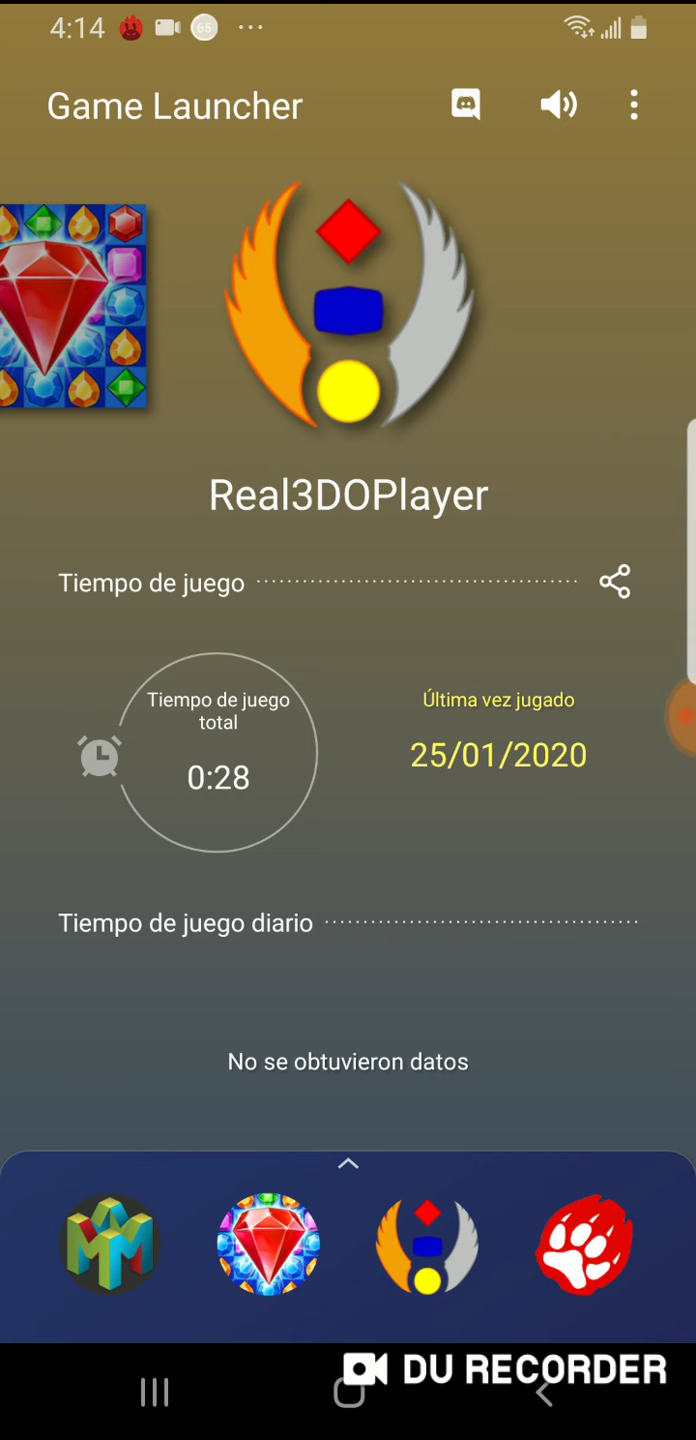 4:14 65
Game Launcher
Real3DOPlayer
Tiempo de juego
Tiempo de juego
total
0:28
Última vez jugado
25/01/2020
Tiempo de juego diario
No se obtuvieron datos
DU RECORDER